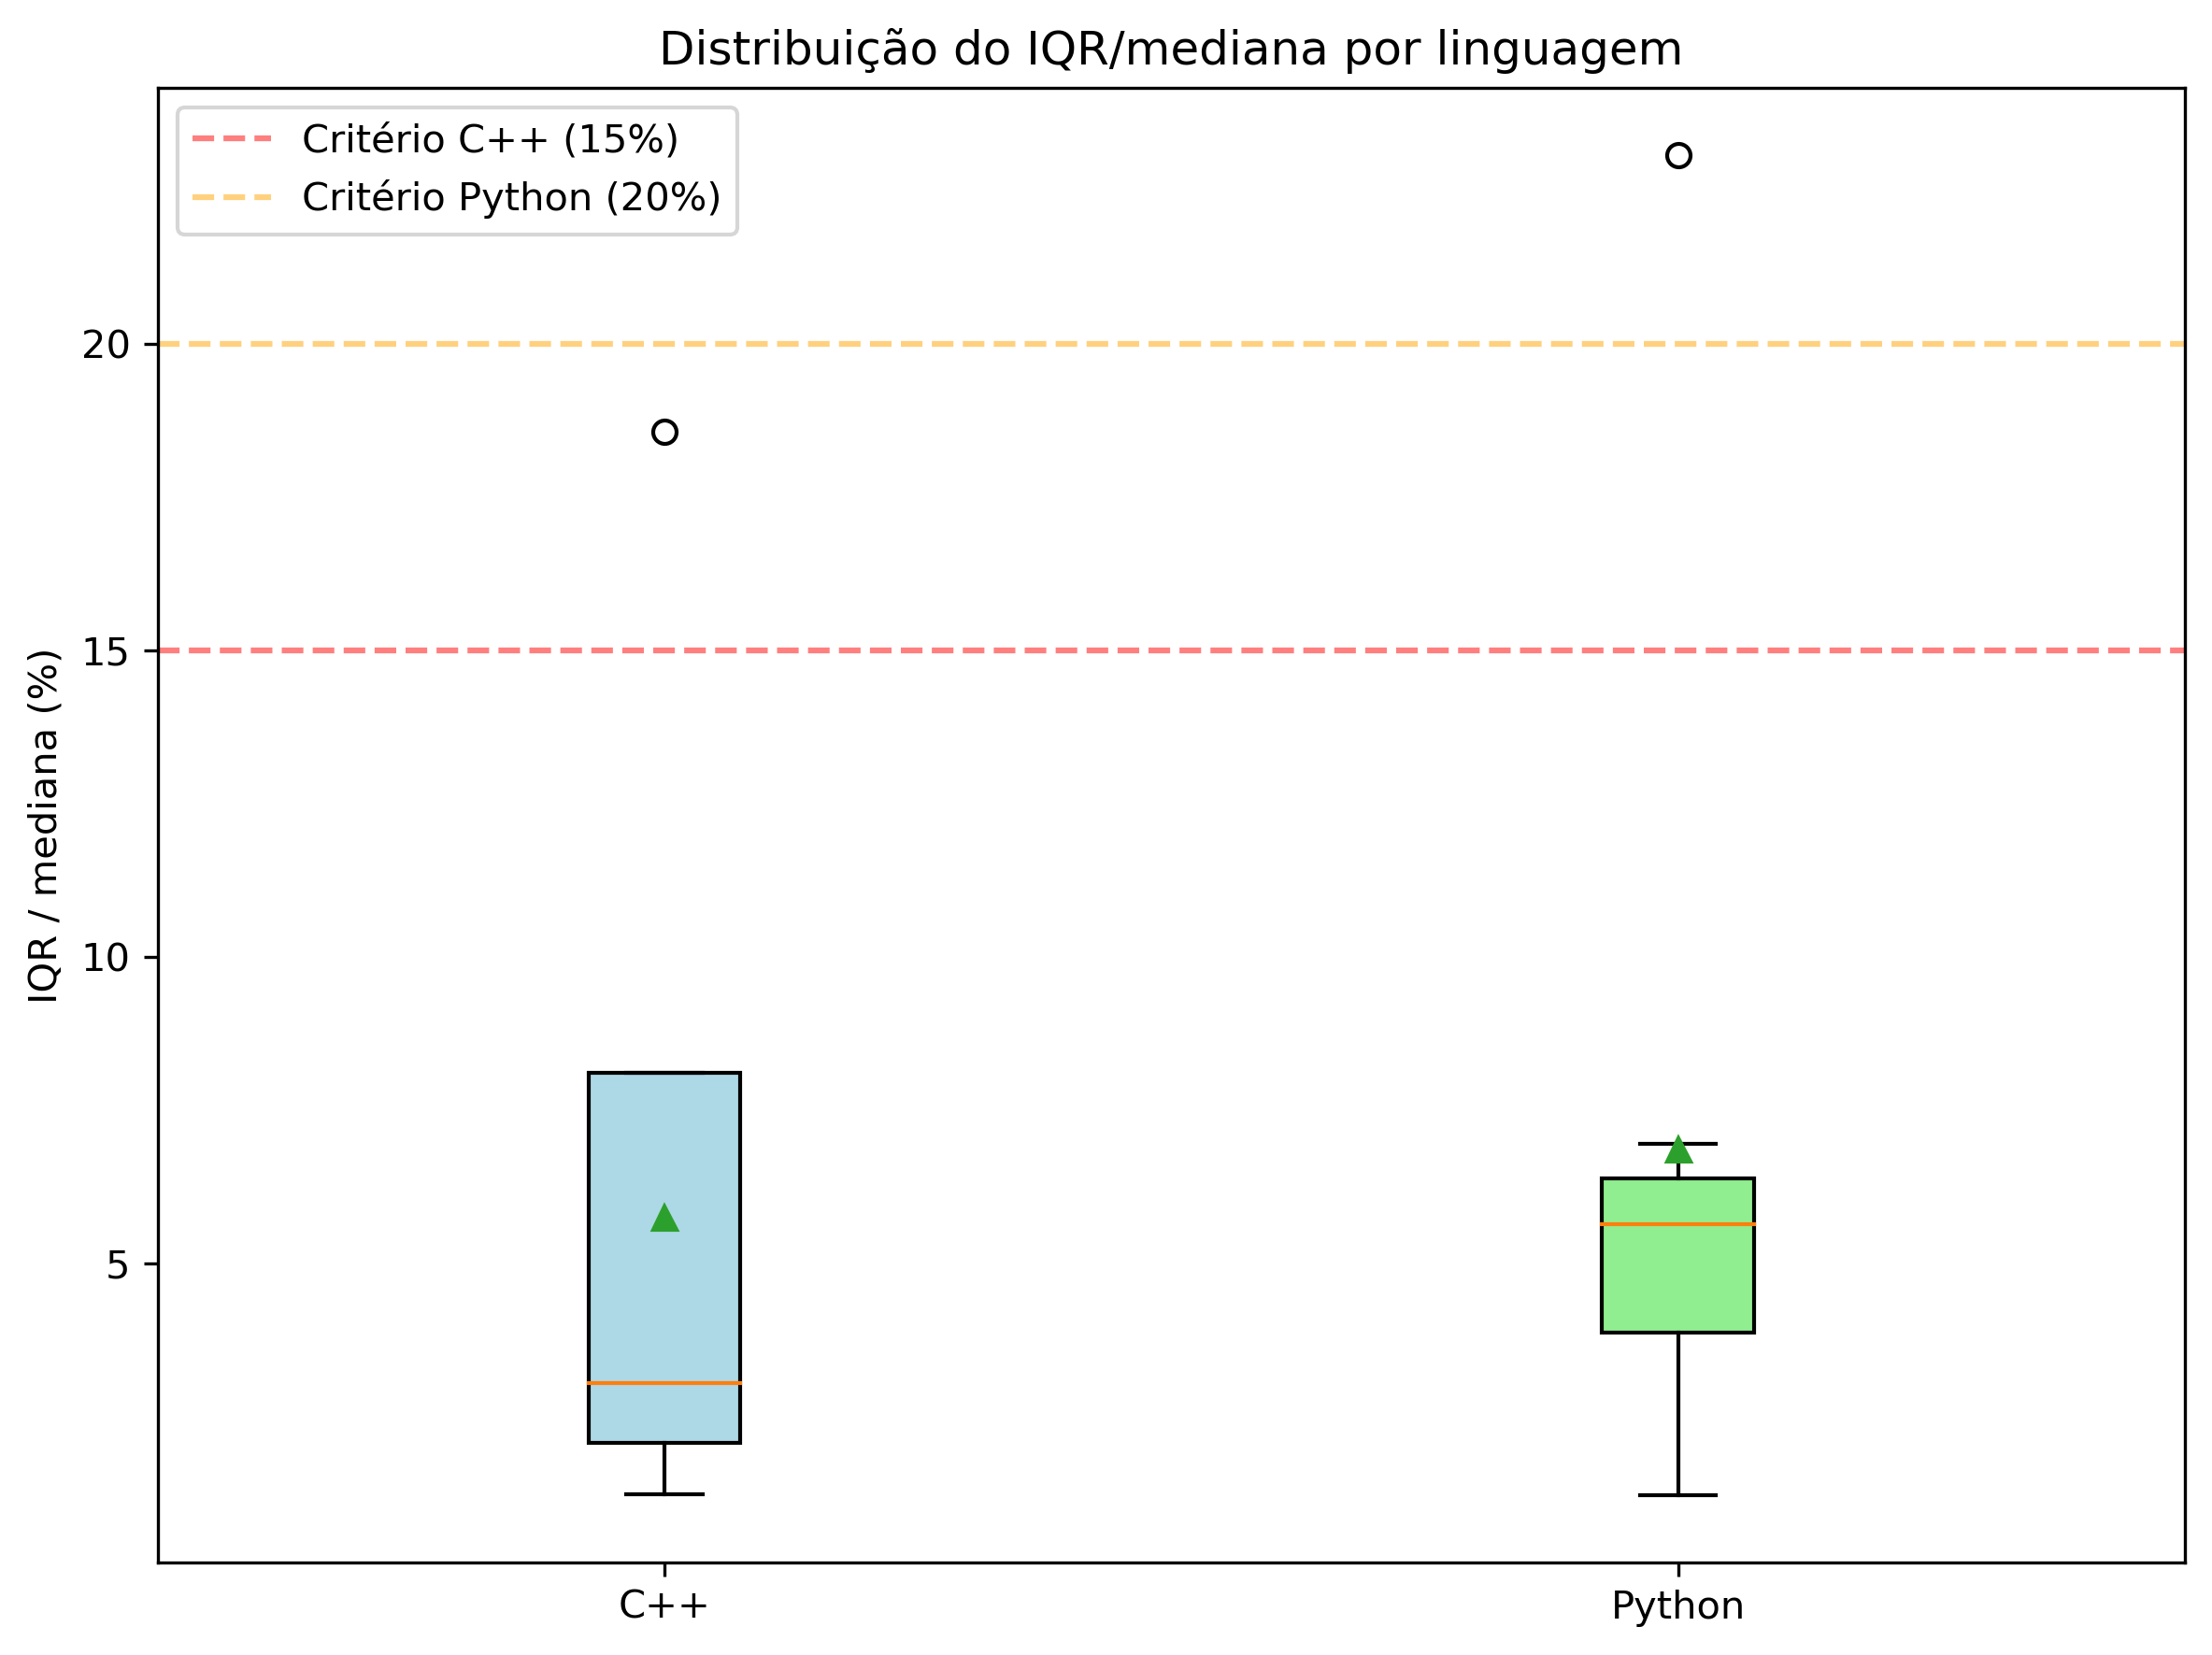 Distribuição do IQR/mediana por linguagem
Critério C++ (15%)
Critério Python (20%)
IQR / mediana (%)
20
15
10
5
C++
Python